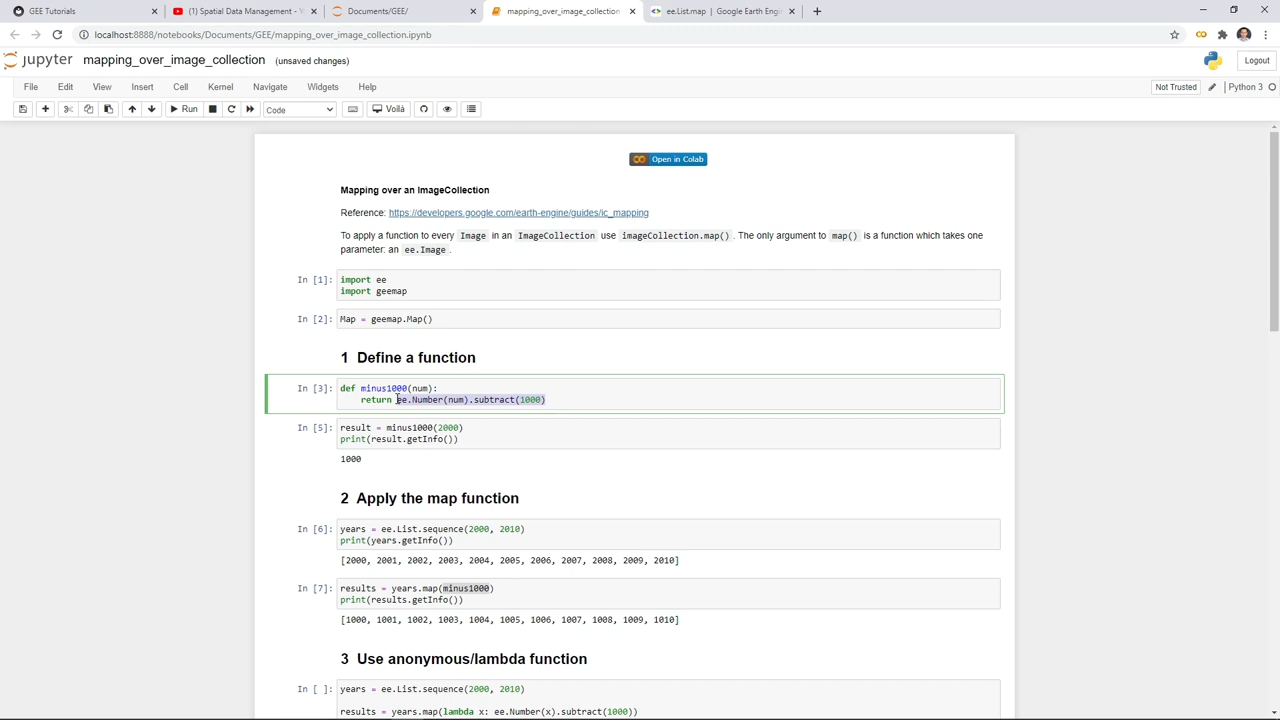 GEE Tutorials
(1) Spatial Data Management - Y
Documents/GEE/
mapping_over_image_collection
ee.List.map | Google Earth Engi
localhost:8888/notebooks/Documents/GEE/mapping_over_image_collection.ipynb
jupyter mapping_over_image_collection (unsaved changes)
Logout
File Edit View Insert Cell Kernel Navigate Widgets Help
Not Trusted
Python 3
Run
Code
Voilà
Open in Colab
Mapping over an ImageCollection
Reference: https://developers.google.com/earth-engine/guides/ic_mapping
To apply a function to every Image in an ImageCollection use imageCollection.map() . The only argument to map() is a function which takes one
parameter: an ee.Image .
In [1]: import ee
import geemap
In [2]: Map = geemap.Map()
1 Define a function
In [3]: def minus1000(num):
return ee.Number(num).subtract(1000)
In [5]: result = minus1000(2000)
print(result.getInfo())
1000
2 Apply the map function
In [6]: years = ee.List.sequence(2000, 2010)
print(years.getInfo())
[2000, 2001, 2002, 2003, 2004, 2005, 2006, 2007, 2008, 2009, 2010]
In [7]: results = years.map(minus1000)
print(results.getInfo())
[1000, 1001, 1002, 1003, 1004, 1005, 1006, 1007, 1008, 1009, 1010]
3 Use anonymous/lambda function
In [ ]: years = ee.List.sequence(2000, 2010)
results = years.map(lambda x: ee.Number(x).subtract(1000))